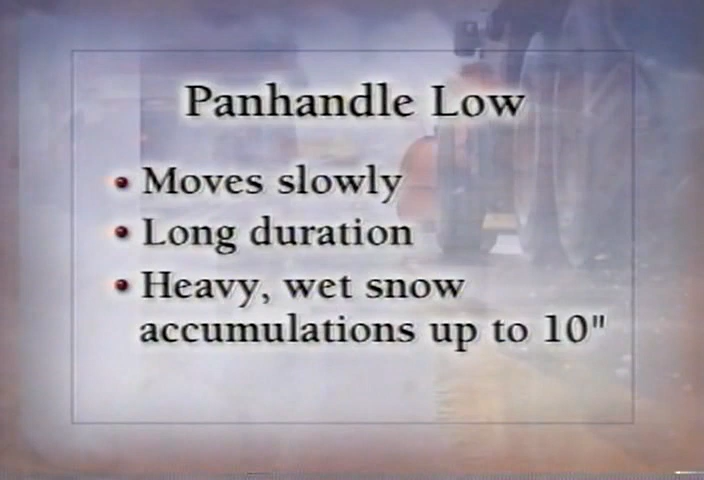 Panhandle Low
• Moves slowly
• Long duration
• Heavy, wet snow
accumulations up to 10"